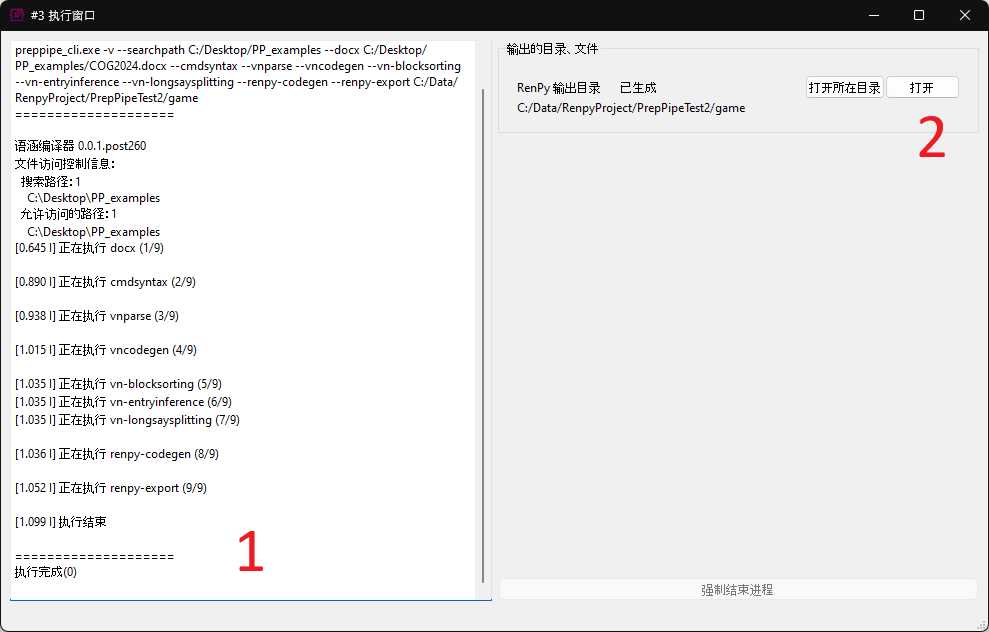 #3 执行窗口
preppipe_cli.exe -v --searchpath C:/Desktop/PP_examples --docx C:/Desktop/
PP_examples/COG2024.docx --cmdsyntax --vnparse --vncodegen --vn-blocksorting
--vn-entryinference --vn-longsaysplitting --renpy-codegen --renpy-export C:/Data/
RenpyProject/PrepPipeTest2/game
====================
语涵编译器 0.0.1.post260
文件访问控制信息：
搜索路径：1
C:\Desktop\PP_examples
允许访问的路径：1
C:\Desktop\PP_examples
[0.645 I] 正在执行 docx (1/9)
[0.890 I] 正在执行 cmdsyntax (2/9)
[0.938 I] 正在执行 vnparse (3/9)
[1.015 I] 正在执行 vncodegen (4/9)
[1.035 I] 正在执行 vn-blocksorting (5/9)
[1.035 I] 正在执行 vn-entryinference (6/9)
[1.035 I] 正在执行 vn-longsaysplitting (7/9)
[1.036 I] 正在执行 renpy-codegen (8/9)
[1.052 I] 正在执行 renpy-export (9/9)
[1.099 I] 执行结束
====================
执行完成(0)
1
输出的目录、文件
RenPy 输出目录 已生成 打开所在目录 打开
C:/Data/RenpyProject/PrepPipeTest2/game
2
强制结束进程